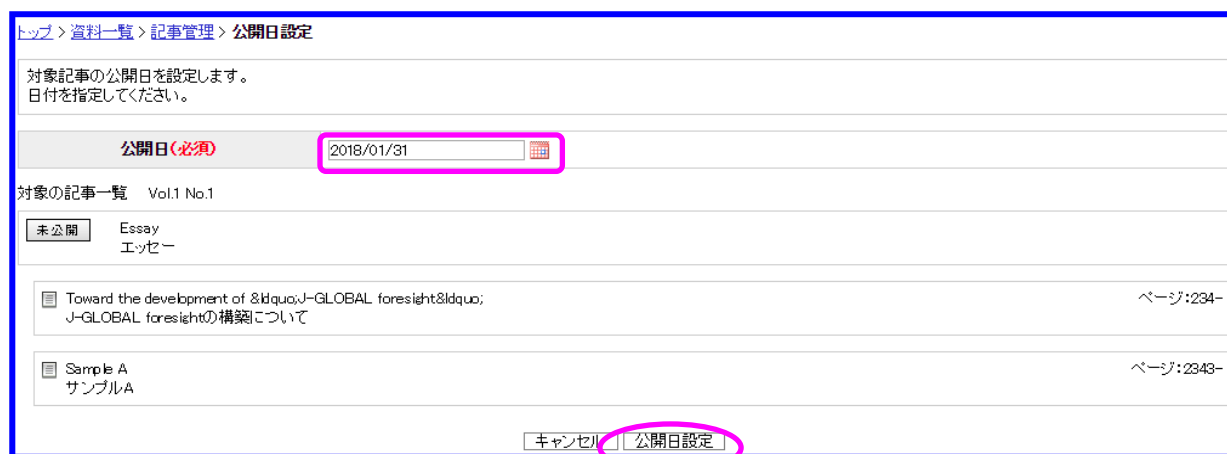 トップ > 資料一覧 > 記事管理 > 公開日設定
対象記事の公開日を設定します。
日付を指定してください。
公開日(必須) 2018/01/31
対象の記事一覧 Vol.1 No.1
未公開 Essay
エッセー
Toward the development of &ldquo;J-GLOBAL foresight&ldquo; ページ:234-
J-GLOBAL foresightの構築について
Sample A ページ:2343-
サンプルA
キャンセル 公開日設定